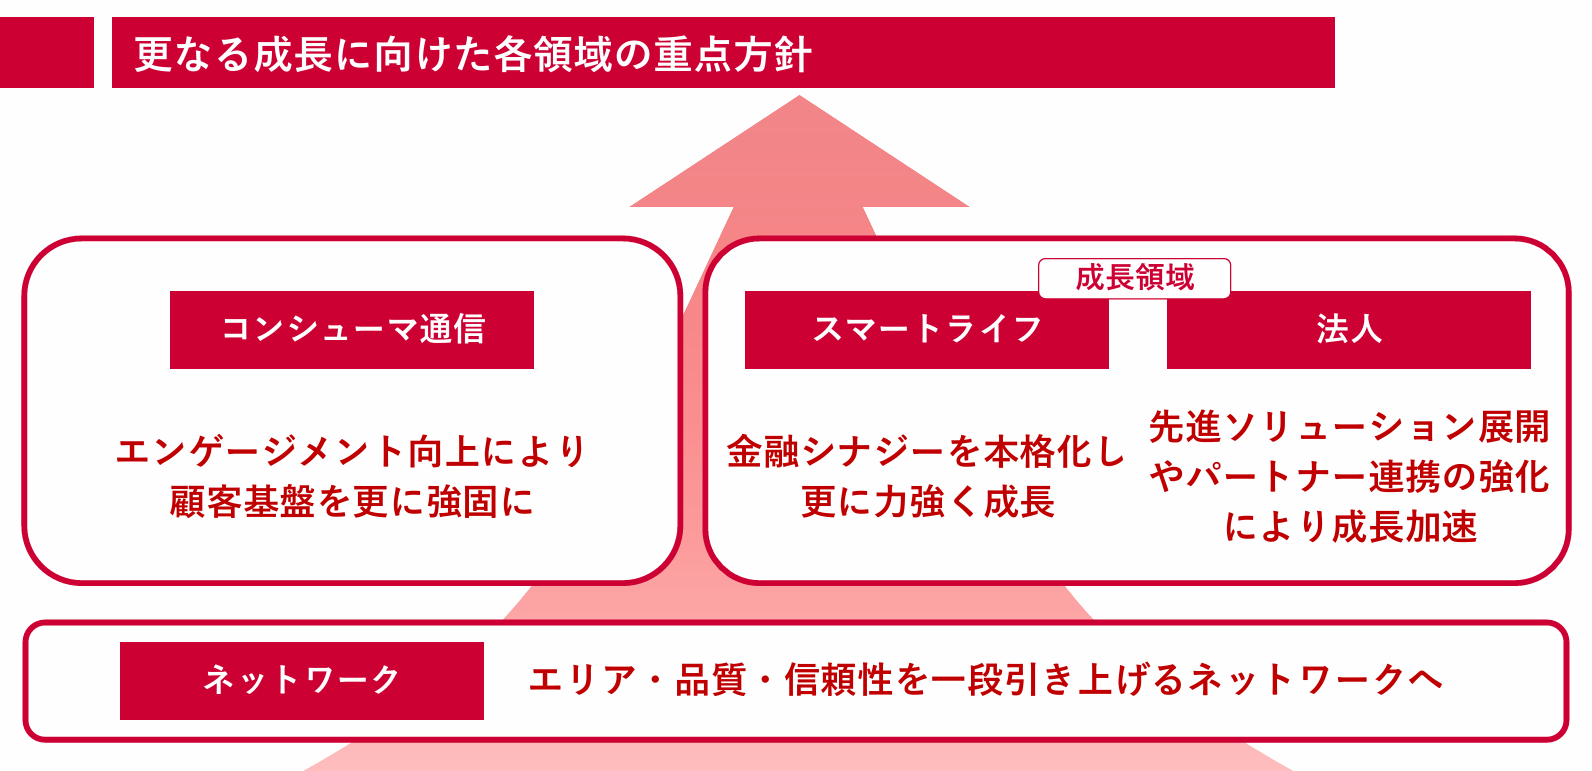 更なる成長に向けた各領域の重点方針
コンシューマ通信
エンゲージメント向上により
顧客基盤を更に強固に
成長領域
スマートライフ
金融シナジーを本格化し
更に力強く成長
法人
先進ソリューション展開
やパートナー連携の強化
により成長加速
ネットワーク
エリア・品質・信頼性を一段引き上げるネットワークへ